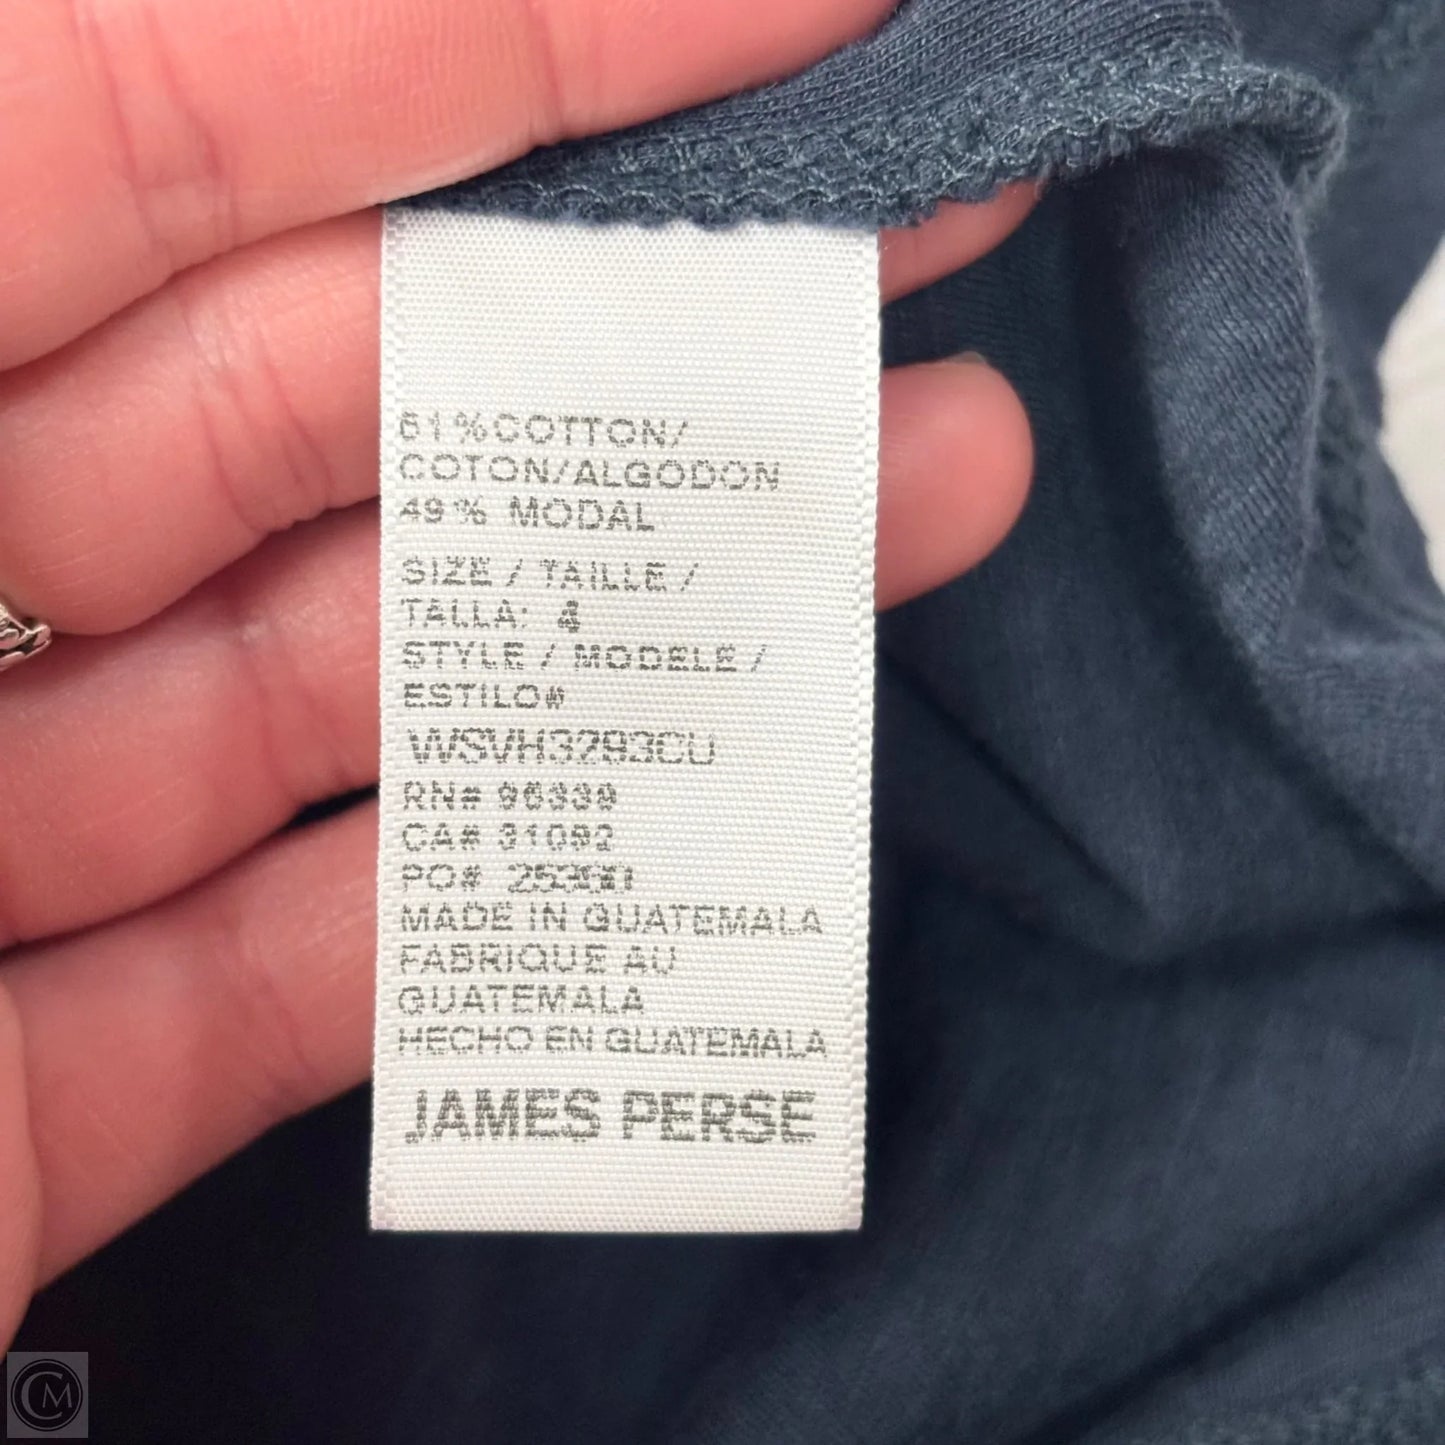 51%COTTON/
COTON/ALGODON
49% MODAL
SIZE / TAILLE /
TALLA: 4
STYLE / MODELE /
ESTILO#
WSVH3293CU
RN# 96339
CA# 31092
PO#
MADE IN GUATEMALA
FABRIQUE AU
GUATEMALA
HECHO EN GUATEMALA
JAMES PERSE
CM